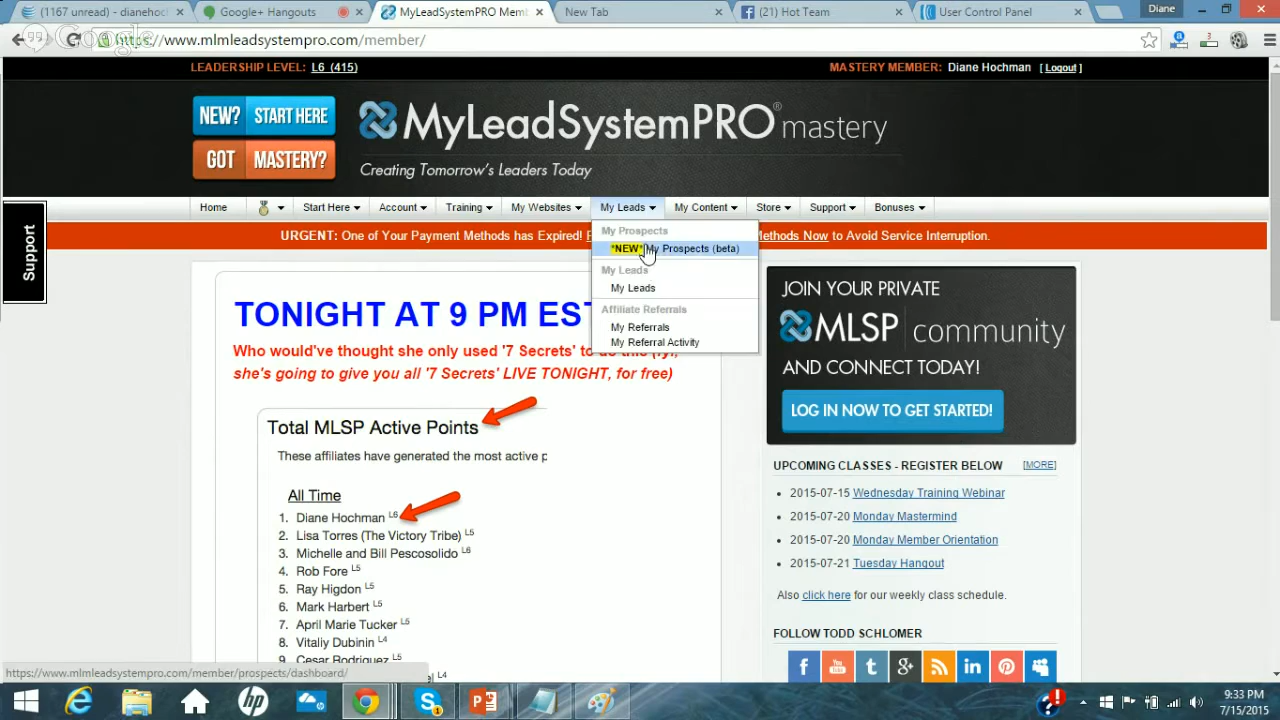 (1167 unread) - dianehoc
Google+ Hangouts
MyLeadSystemPRO Mem
New Tab
(21) Hot Team
User Control Panel
Diane
Google
https://www.mlmleadsystempro.com/member/
LEADERSHIP LEVEL: L6 (415)
MASTERY MEMBER: Diane Hochman [ Logout ]
NEW? START HERE
GOT MASTERY?
MyLeadSystemPRO® mastery
Creating Tomorrow's Leaders Today
Home
Start Here
Account
Training
My Websites
My Leads
My Content
Store
Support
Bonuses
Support
URGENT: One of Your Payment Methods has Expired!
Methods Now to Avoid Service Interruption.
My Prospects
*NEW* My Prospects (beta)
My Leads
My Leads
Affiliate Referrals
My Referrals
My Referral Activity
TONIGHT AT 9 PM EST
Who would've thought she only used '7 Secrets' to do this (fyi,
she's going to give you all '7 Secrets' LIVE TONIGHT, for free)
Total MLSP Active Points
These affiliates have generated the most active p
All Time
1. Diane Hochman L6
2. Lisa Torres (The Victory Tribe) L5
3. Michelle and Bill Pescosolido L6
4. Rob Fore L5
5. Ray Higdon L5
6. Mark Harbert L5
7. April Marie Tucker L5
8. Vitaliy Dubinin L4
9. Cesar Rodriguez L5
L4
JOIN YOUR PRIVATE
MLSP community
AND CONNECT TODAY!
LOG IN NOW TO GET STARTED!
UPCOMING CLASSES - REGISTER BELOW [MORE]
2015-07-15 Wednesday Training Webinar
2015-07-20 Monday Mastermind
2015-07-20 Monday Member Orientation
2015-07-21 Tuesday Hangout
Also click here for our weekly class schedule.
FOLLOW TODD SCHLOMER
https://www.mlmleadsystempro.com/member/prospects/dashboard/
9:33 PM
7/15/2015